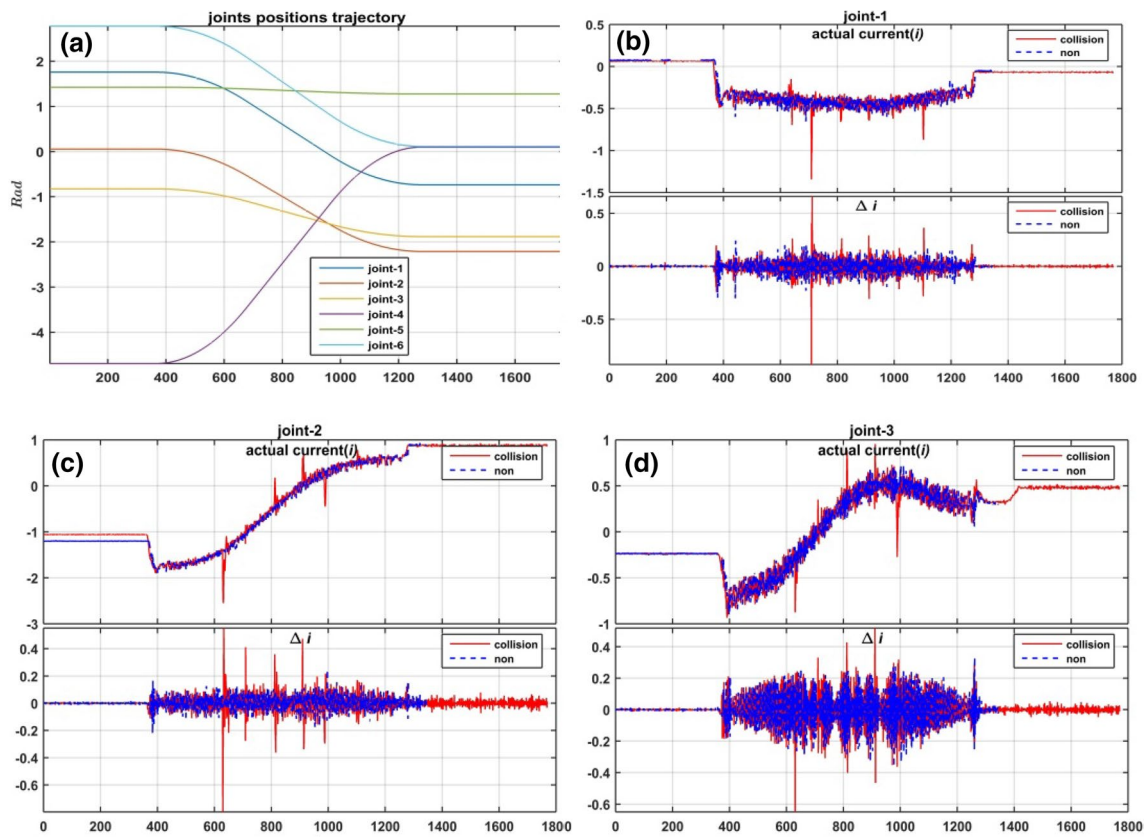 joints positions trajectory
(a)
2
1
0
-1
-2
-3
-4
Rad
joint-1
joint-2
joint-3
joint-4
joint-5
joint-6
200 400 600 800 1000 1200 1400 1600
joint-1
(b)
actual current(i)
collision
non
0.5
0
-0.5
-1
-1.5
Δ i
collision
non
0.5
0
-0.5
0 200 400 600 800 1000 1200 1400 1600 1800
joint-2
(c)
actual current(i)
collision
non
1
0
-1
-2
-3
Δ i
collision
non
0.4
0.2
0
-0.2
-0.4
-0.6
0 200 400 600 800 1000 1200 1400 1600 1800
joint-3
(d)
actual current(i)
collision
non
1
0.5
0
-0.5
-1
Δ i
collision
non
0.4
0.2
0
-0.2
-0.4
-0.6
0 200 400 600 800 1000 1200 1400 1600 1800